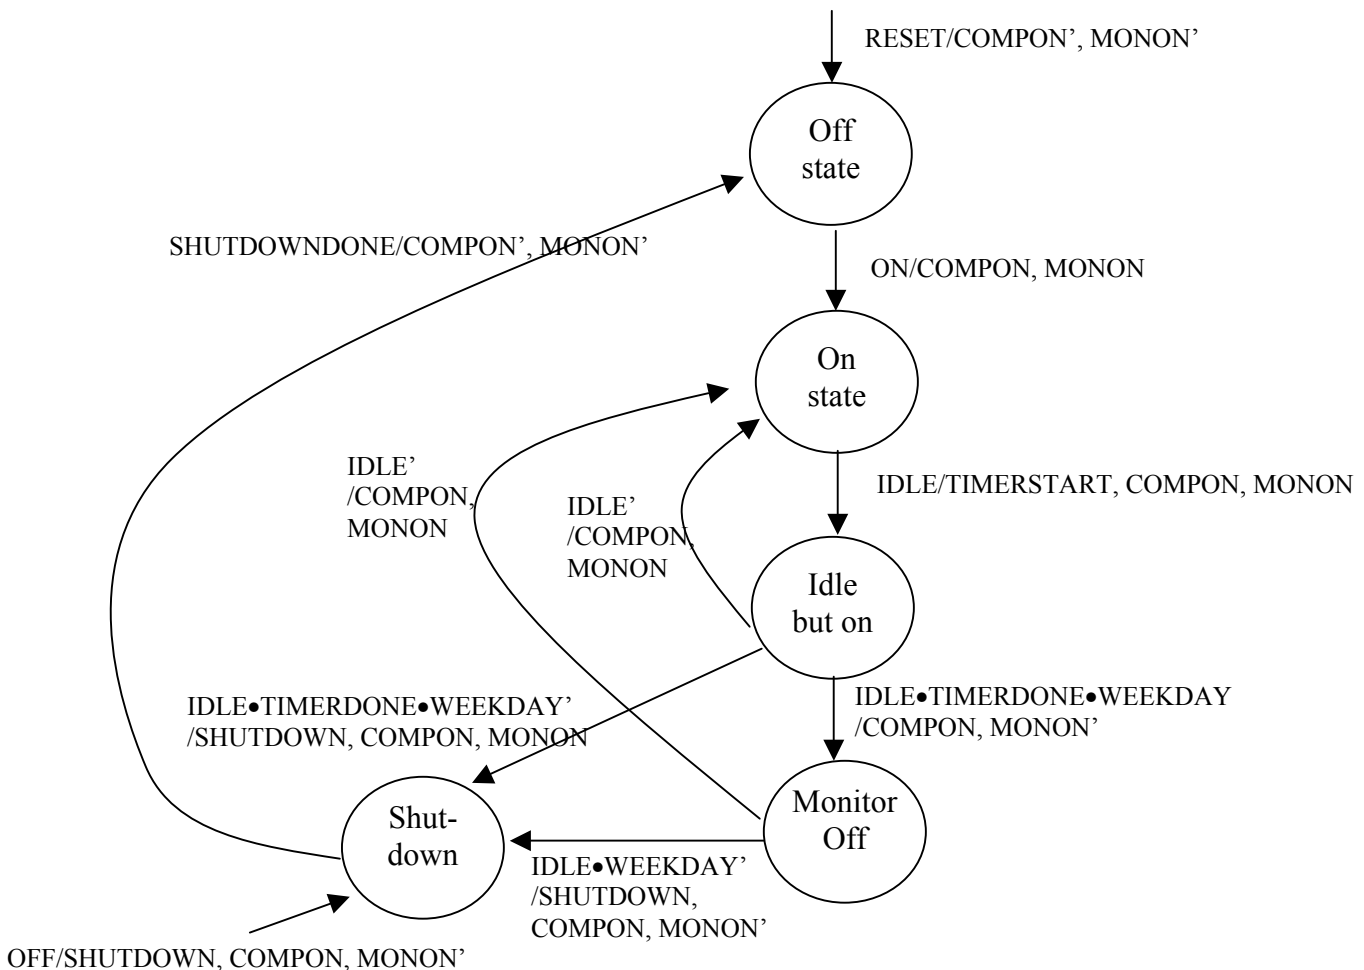 RESET/COMPON’, MONON’
Off
state
SHUTDOWNDONE/COMPON’, MONON’
ON/COMPON, MONON
On
state
IDLE’
/COMPON,
MONON
IDLE’
/COMPON,
MONON
IDLE/TIMERSTART, COMPON, MONON
Idle
but on
IDLE•TIMERDONE•WEEKDAY’
/SHUTDOWN, COMPON, MONON
IDLE•TIMERDONE•WEEKDAY
/COMPON, MONON’
Monitor
Off
Shut-
down
IDLE•WEEKDAY’
/SHUTDOWN,
COMPON, MONON’
OFF/SHUTDOWN, COMPON, MONON’